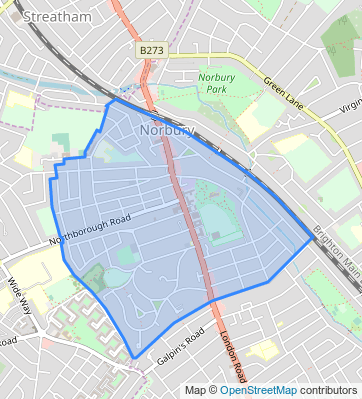 Streatham
B273
Norbury
Park
Green Lane
Virgin
Norbury
Northborough Road
Brighton Main
Wide Way
Road
Galpin's Road
London Road
Map © OpenStreetMap contributors